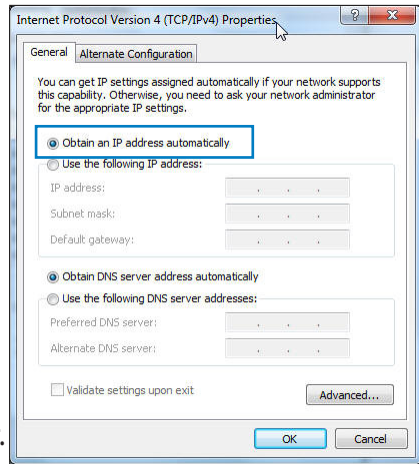 Internet Protocol Version 4 (TCP/IPv4) Properties
General
Alternate Configuration
You can get IP settings assigned automatically if your network supports
this capability. Otherwise, you need to ask your network administrator
for the appropriate IP settings.
Obtain an IP address automatically
Use the following IP address:
IP address:
Subnet mask:
Default gateway:
Obtain DNS server address automatically
Use the following DNS server addresses:
Preferred DNS server:
Alternate DNS server:
Validate settings upon exit
Advanced...
OK
Cancel